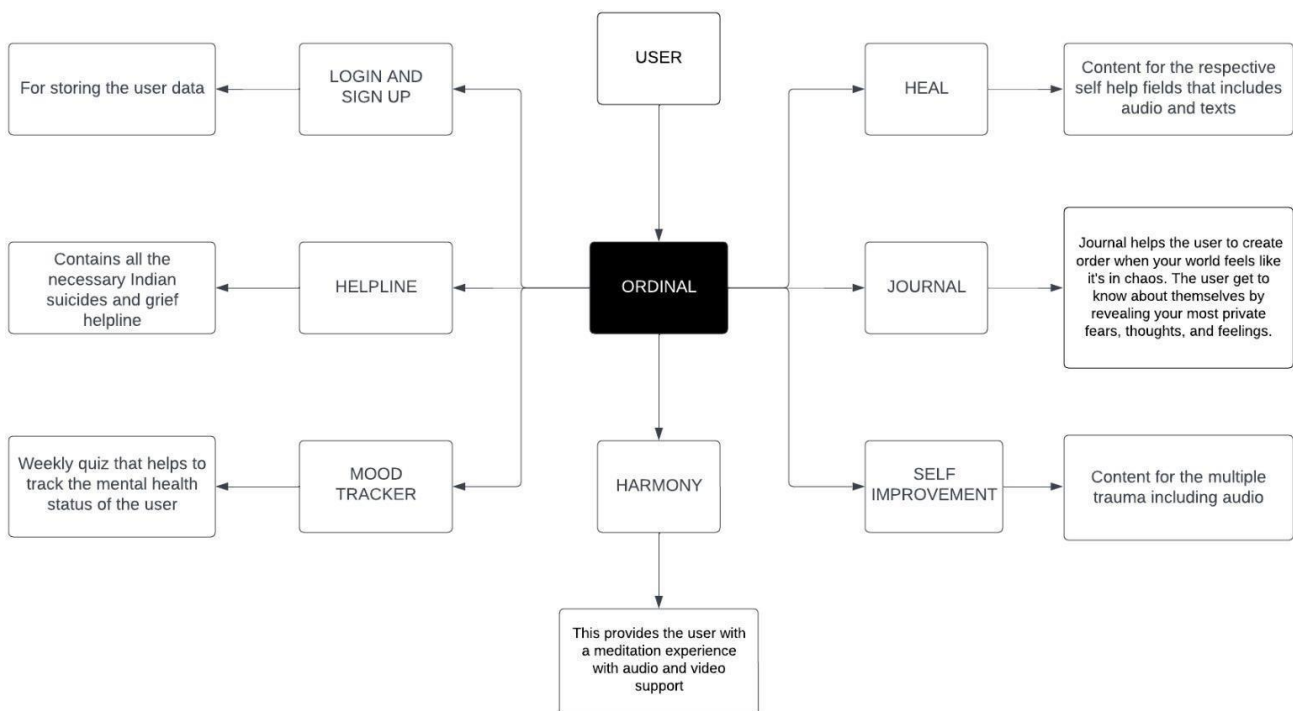 USER
LOGIN AND
SIGN UP
For storing the user data
HEAL
Content for the respective
self help fields that includes
audio and texts
Contains all the
necessary Indian
suicides and grief
helpline
HELPLINE
ORDINAL
JOURNAL
Journal helps the user to create
order when your world feels like
it's in chaos. The user get to
know about themselves by
revealing your most private
fears, thoughts, and feelings.
Weekly quiz that helps to
track the mental health
status of the user
MOOD
TRACKER
HARMONY
SELF
IMPROVEMENT
Content for the multiple
trauma including audio
This provides the user with
a meditation experience
with audio and video
support